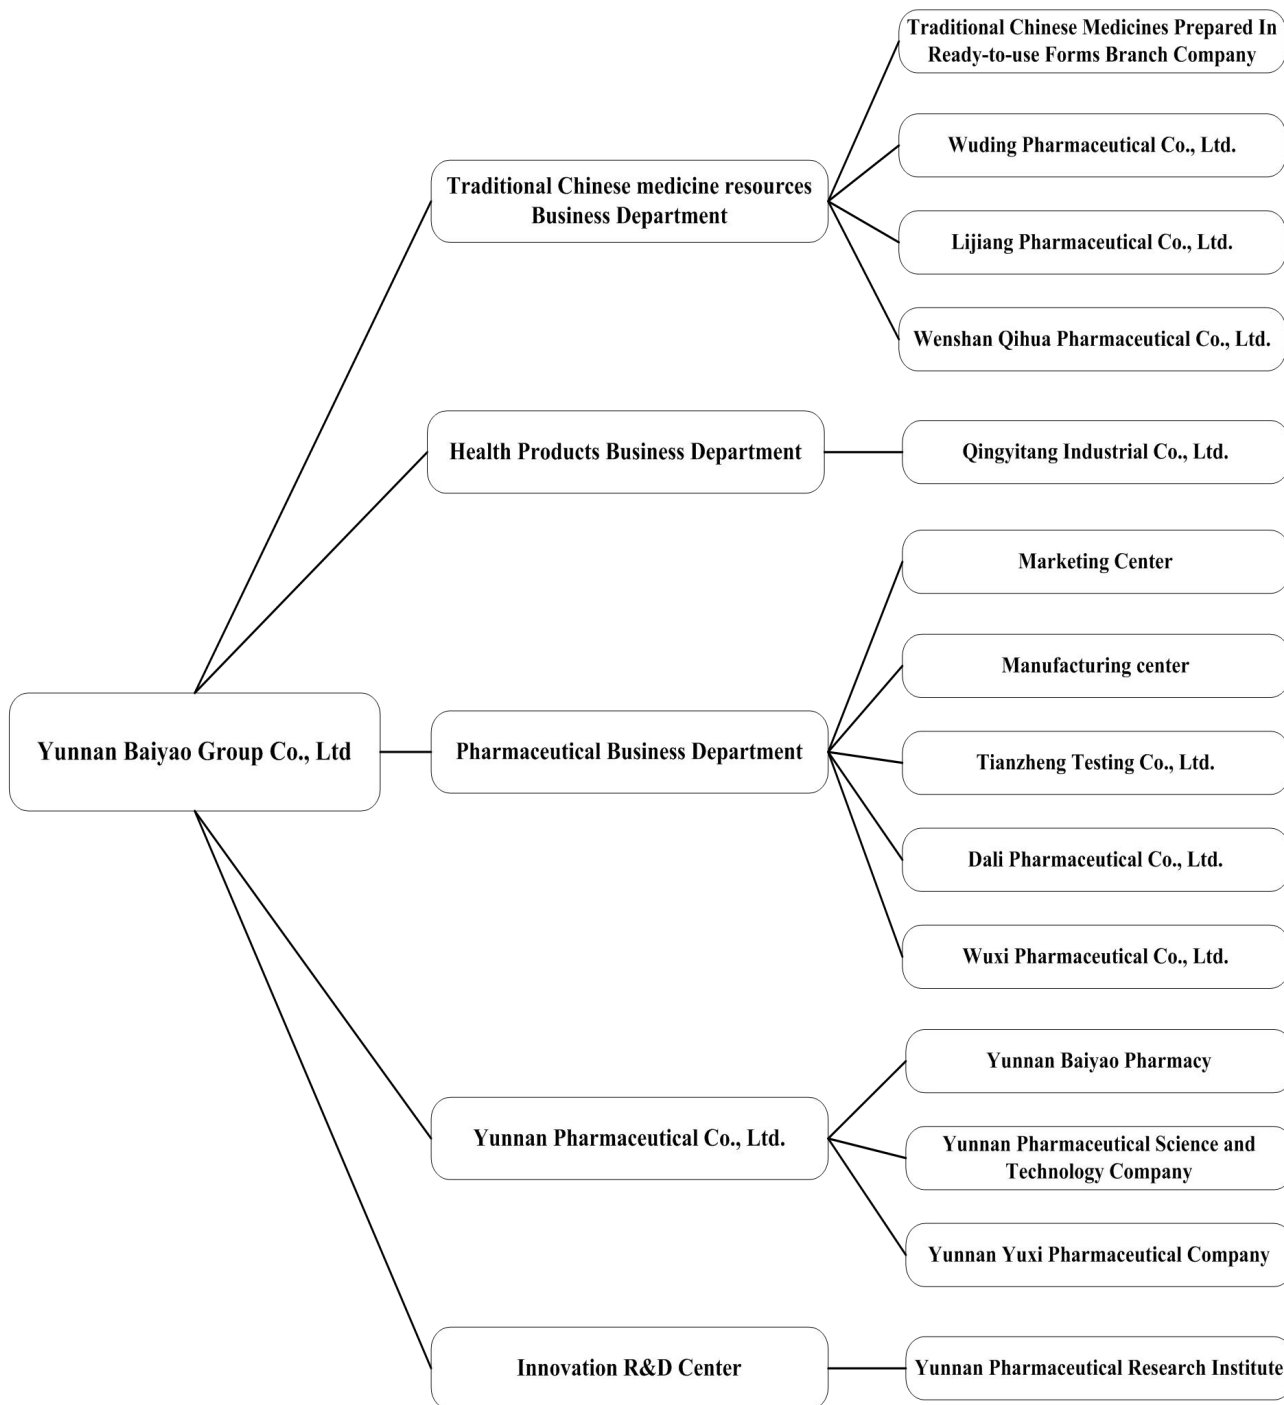 Traditional Chinese Medicines Prepared In
Ready-to-use Forms Branch Company
Wuding Pharmaceutical Co., Ltd.
Traditional Chinese medicine resources
Business Department
Lijiang Pharmaceutical Co., Ltd.
Wenshan Qihua Pharmaceutical Co., Ltd.
Health Products Business Department
Qingyitang Industrial Co., Ltd.
Marketing Center
Manufacturing center
Yunnan Baiyao Group Co., Ltd
Pharmaceutical Business Department
Tianzheng Testing Co., Ltd.
Dali Pharmaceutical Co., Ltd.
Wuxi Pharmaceutical Co., Ltd.
Yunnan Baiyao Pharmacy
Yunnan Pharmaceutical Co., Ltd.
Yunnan Pharmaceutical Science and
Technology Company
Yunnan Yuxi Pharmaceutical Company
Innovation R&D Center
Yunnan Pharmaceutical Research Institute